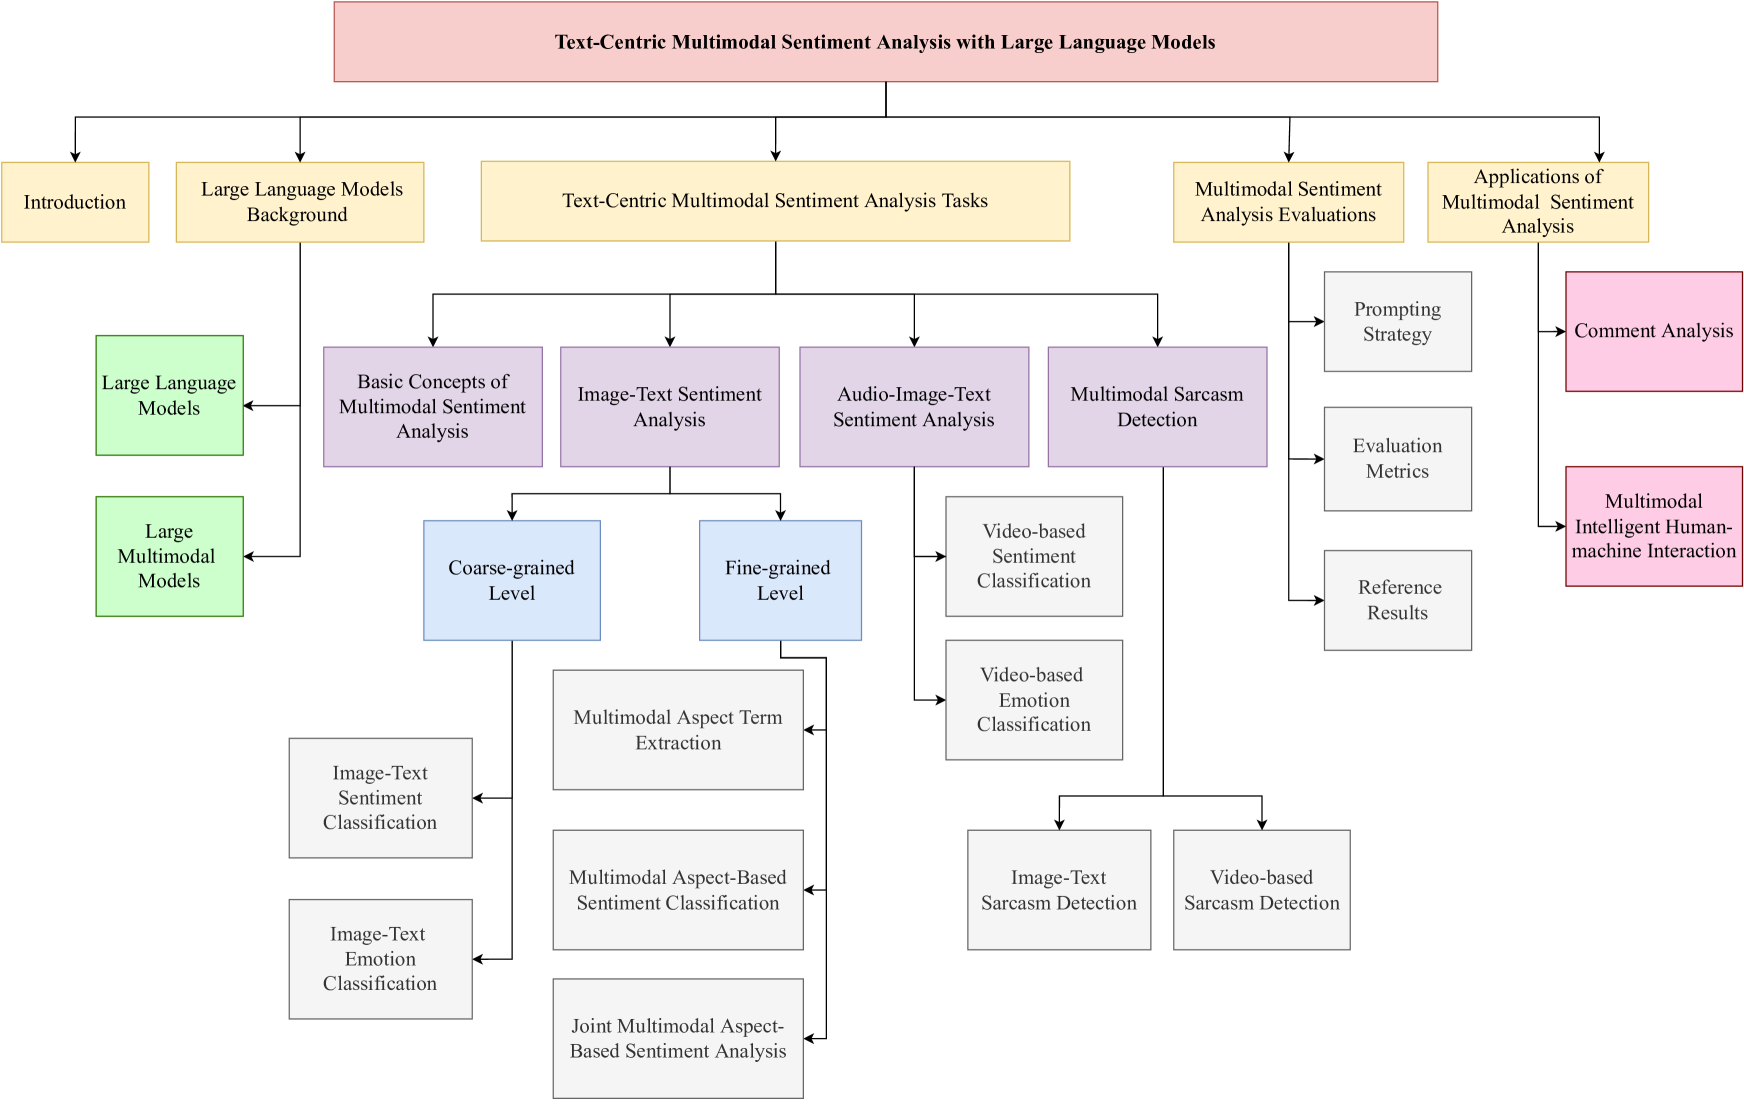 Text-Centric Multimodal Sentiment Analysis with Large Language Models
Introduction
Large Language Models
Background
Text-Centric Multimodal Sentiment Analysis Tasks
Multimodal Sentiment
Analysis Evaluations
Applications of
Multimodal Sentiment
Analysis
Large Language
Models
Large
Multimodal
Models
Basic Concepts of
Multimodal Sentiment
Analysis
Image-Text Sentiment
Analysis
Audio-Image-Text
Sentiment Analysis
Multimodal Sarcasm
Detection
Prompting
Strategy
Evaluation
Metrics
Reference
Results
Comment Analysis
Multimodal
Intelligent Human-
machine Interaction
Coarse-grained
Level
Fine-grained
Level
Video-based
Sentiment
Classification
Video-based
Emotion
Classification
Image-Text
Sentiment
Classification
Image-Text
Emotion
Classification
Multimodal Aspect Term
Extraction
Multimodal Aspect-Based
Sentiment Classification
Joint Multimodal Aspect-
Based Sentiment Analysis
Image-Text
Sarcasm Detection
Video-based
Sarcasm Detection